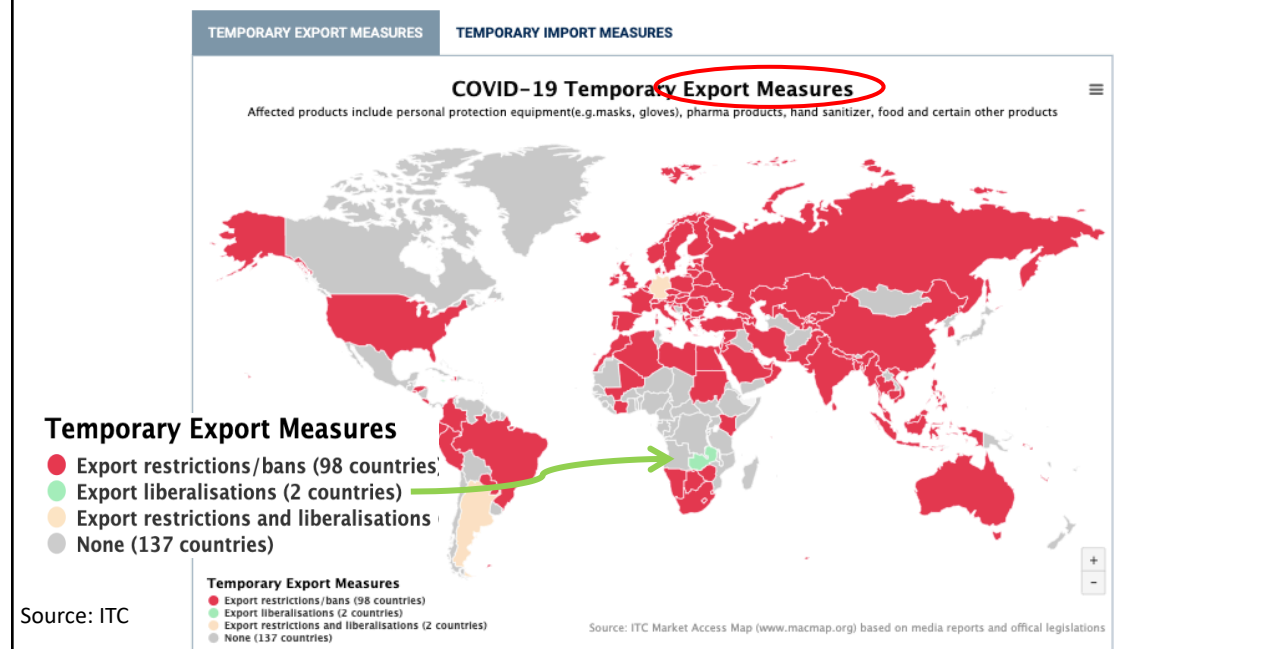 TEMPORARY EXPORT MEASURES
TEMPORARY IMPORT MEASURES
COVID-19 Temporary Export Measures
Affected products include personal protection equipment(e.g.masks, gloves), pharma products, hand sanitizer, food and certain other products
Temporary Export Measures
Export restrictions/bans (98 countries)
Export liberalisations (2 countries)
Export restrictions and liberalisations
None (137 countries)
+
-
Temporary Export Measures
Export restrictions/bans (98 countries)
Export liberalisations (2 countries)
Export restrictions and liberalisations (2 countries)
None (137 countries)
Source: ITC
Source: ITC Market Access Map (www.macmap.org) based on media reports and offical legislations